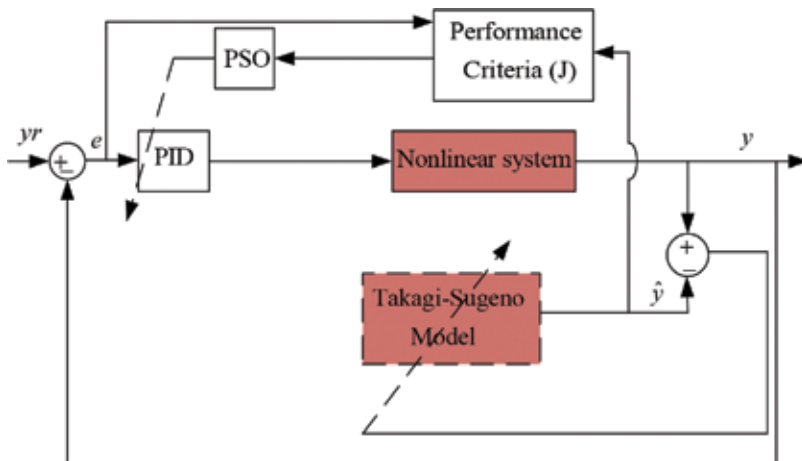 Performance
Criteria (J)
PSO
yr
+
−
e
PID
Nonlinear system
y
+
−
ŷ
Takagi-Sugeno
Model